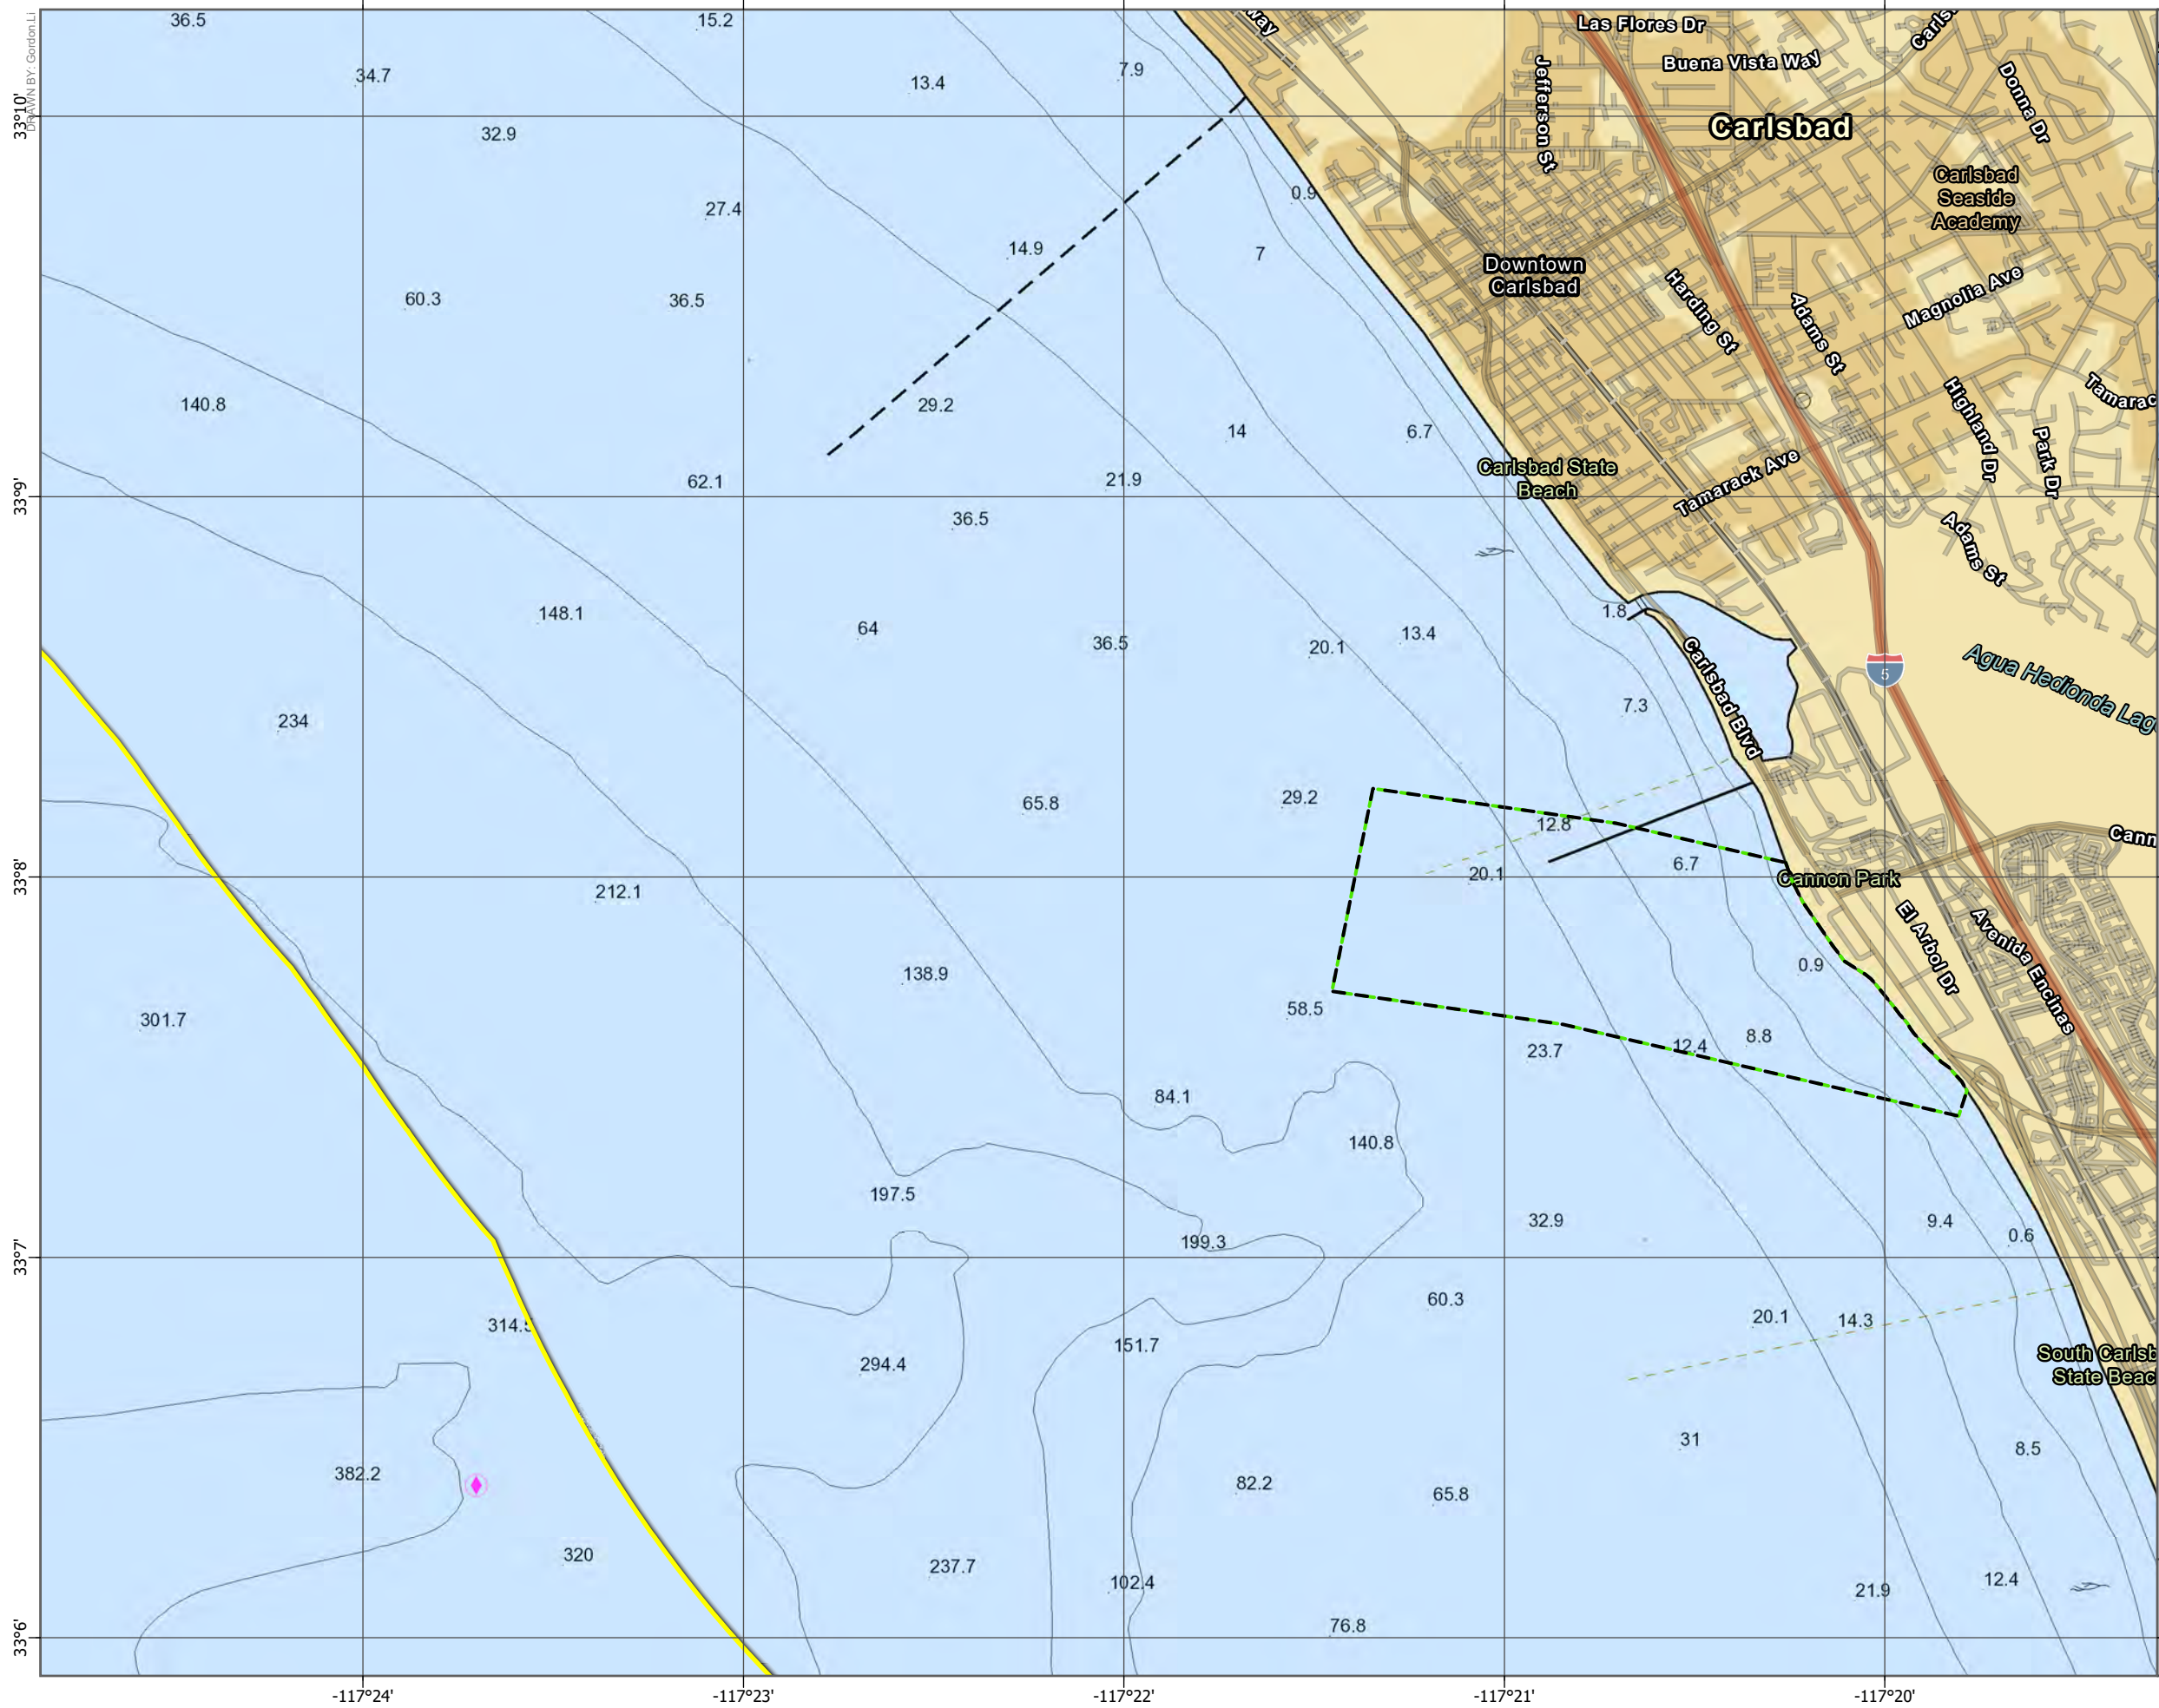 DRAWN BY: Gordon.Li
36.5
15.2
Las Flores Dr
Buena Vista Way
34.7
13.4
7.9
33°10'
32.9
Jefferson St
Carlsbad
Donna Dr
Carlsbad
Seaside
Academy
0.9
27.4
14.9
7
Downtown
Carlsbad
60.3
36.5
Harding St
Adams St
Magnolia Ave
140.8
29.2
14
6.7
Highland Dr
Park Dr
Carlsbad State
Beach
Tamarack Ave
62.1
21.9
33°9'
36.5
Adams St
148.1
64
36.5
20.1
13.4
1.8
Carlsbad Blvd
5
Agua Hedionda Lag
234
7.3
65.8
29.2
12.8
Cann
6.7
20.1
Cannon Park
33°8'
212.1
El Arbol Dr
Avenida Encinas
138.9
0.9
301.7
58.5
23.7
12.4
8.8
84.1
140.8
197.5
32.9
9.4
0.6
199.3
33°7'
60.3
314.5
20.1
14.3
151.7
294.4
South Carlsb
State Beac
31
8.5
382.2
82.2
65.8
320
237.7
102.4
21.9
12.4
76.8
33°6'
-117°24'
-117°23'
-117°22'
-117°21'
-117°20'